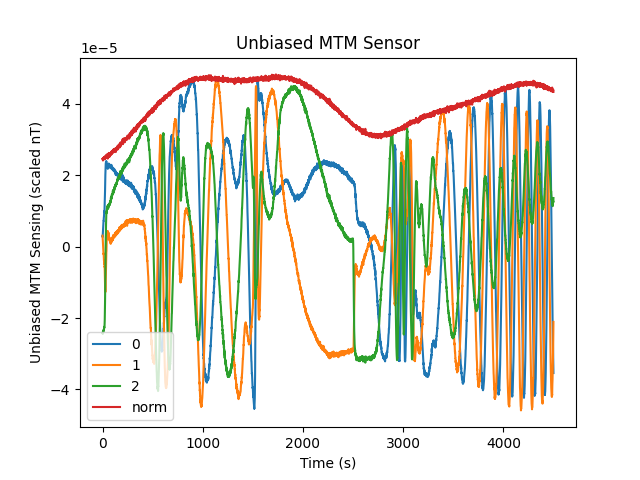 Unbiased MTM Sensor
1e−5
4
2
0
−2
−4
Unbiased MTM Sensing (scaled nT)
0
1
2
norm
0 1000 2000 3000 4000
Time (s)